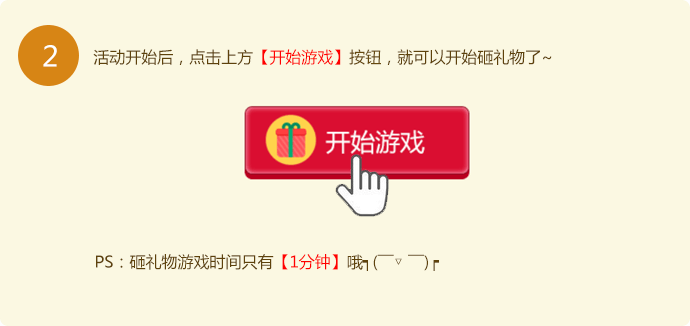 2
活动开始后，点击上方【开始游戏】按钮，就可以开始砸礼物了~
开始游戏
PS：砸礼物游戏时间只有【1分钟】哦┑(￣▽ ￣)┍